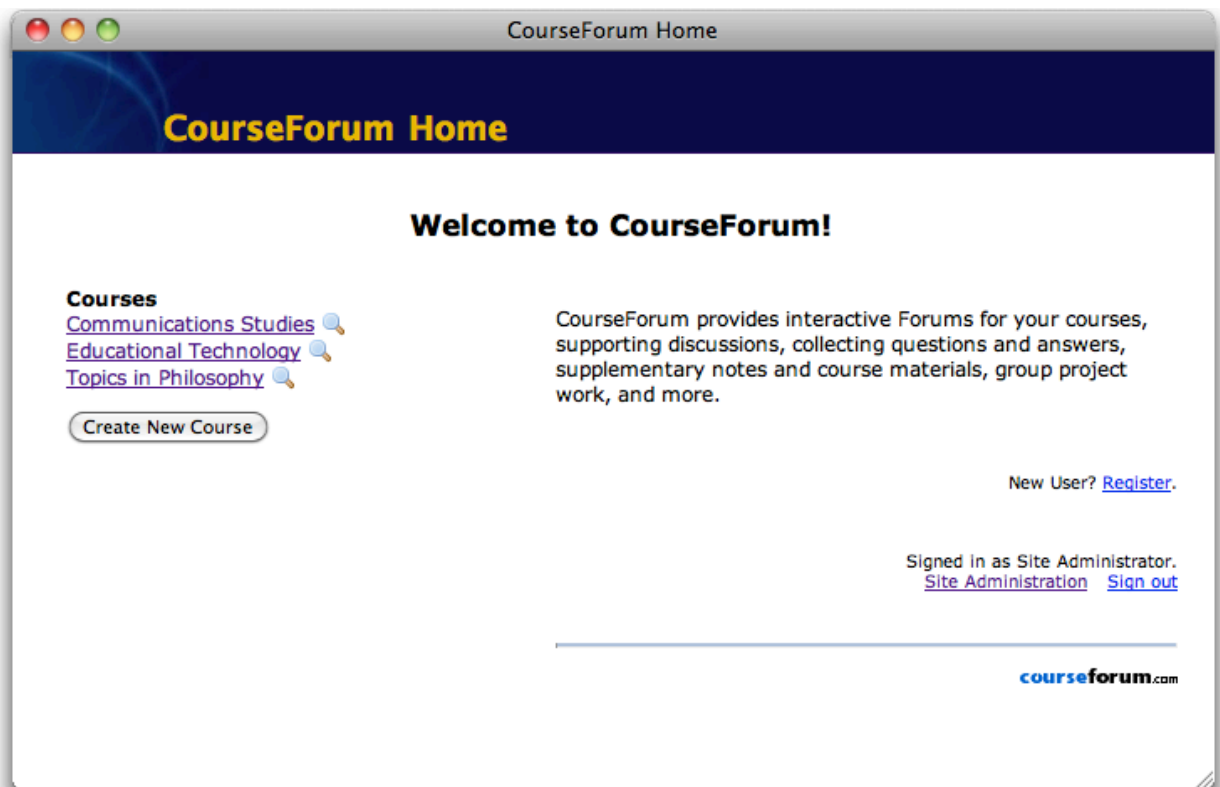 CourseForum Home
CourseForum Home
Welcome to CourseForum!
Courses
Communications Studies
Educational Technology
Topics in Philosophy
Create New Course
CourseForum provides interactive Forums for your courses,
supporting discussions, collecting questions and answers,
supplementary notes and course materials, group project
work, and more.
New User? Register.
Signed in as Site Administrator.
Site Administration Sign out
courseforum.com